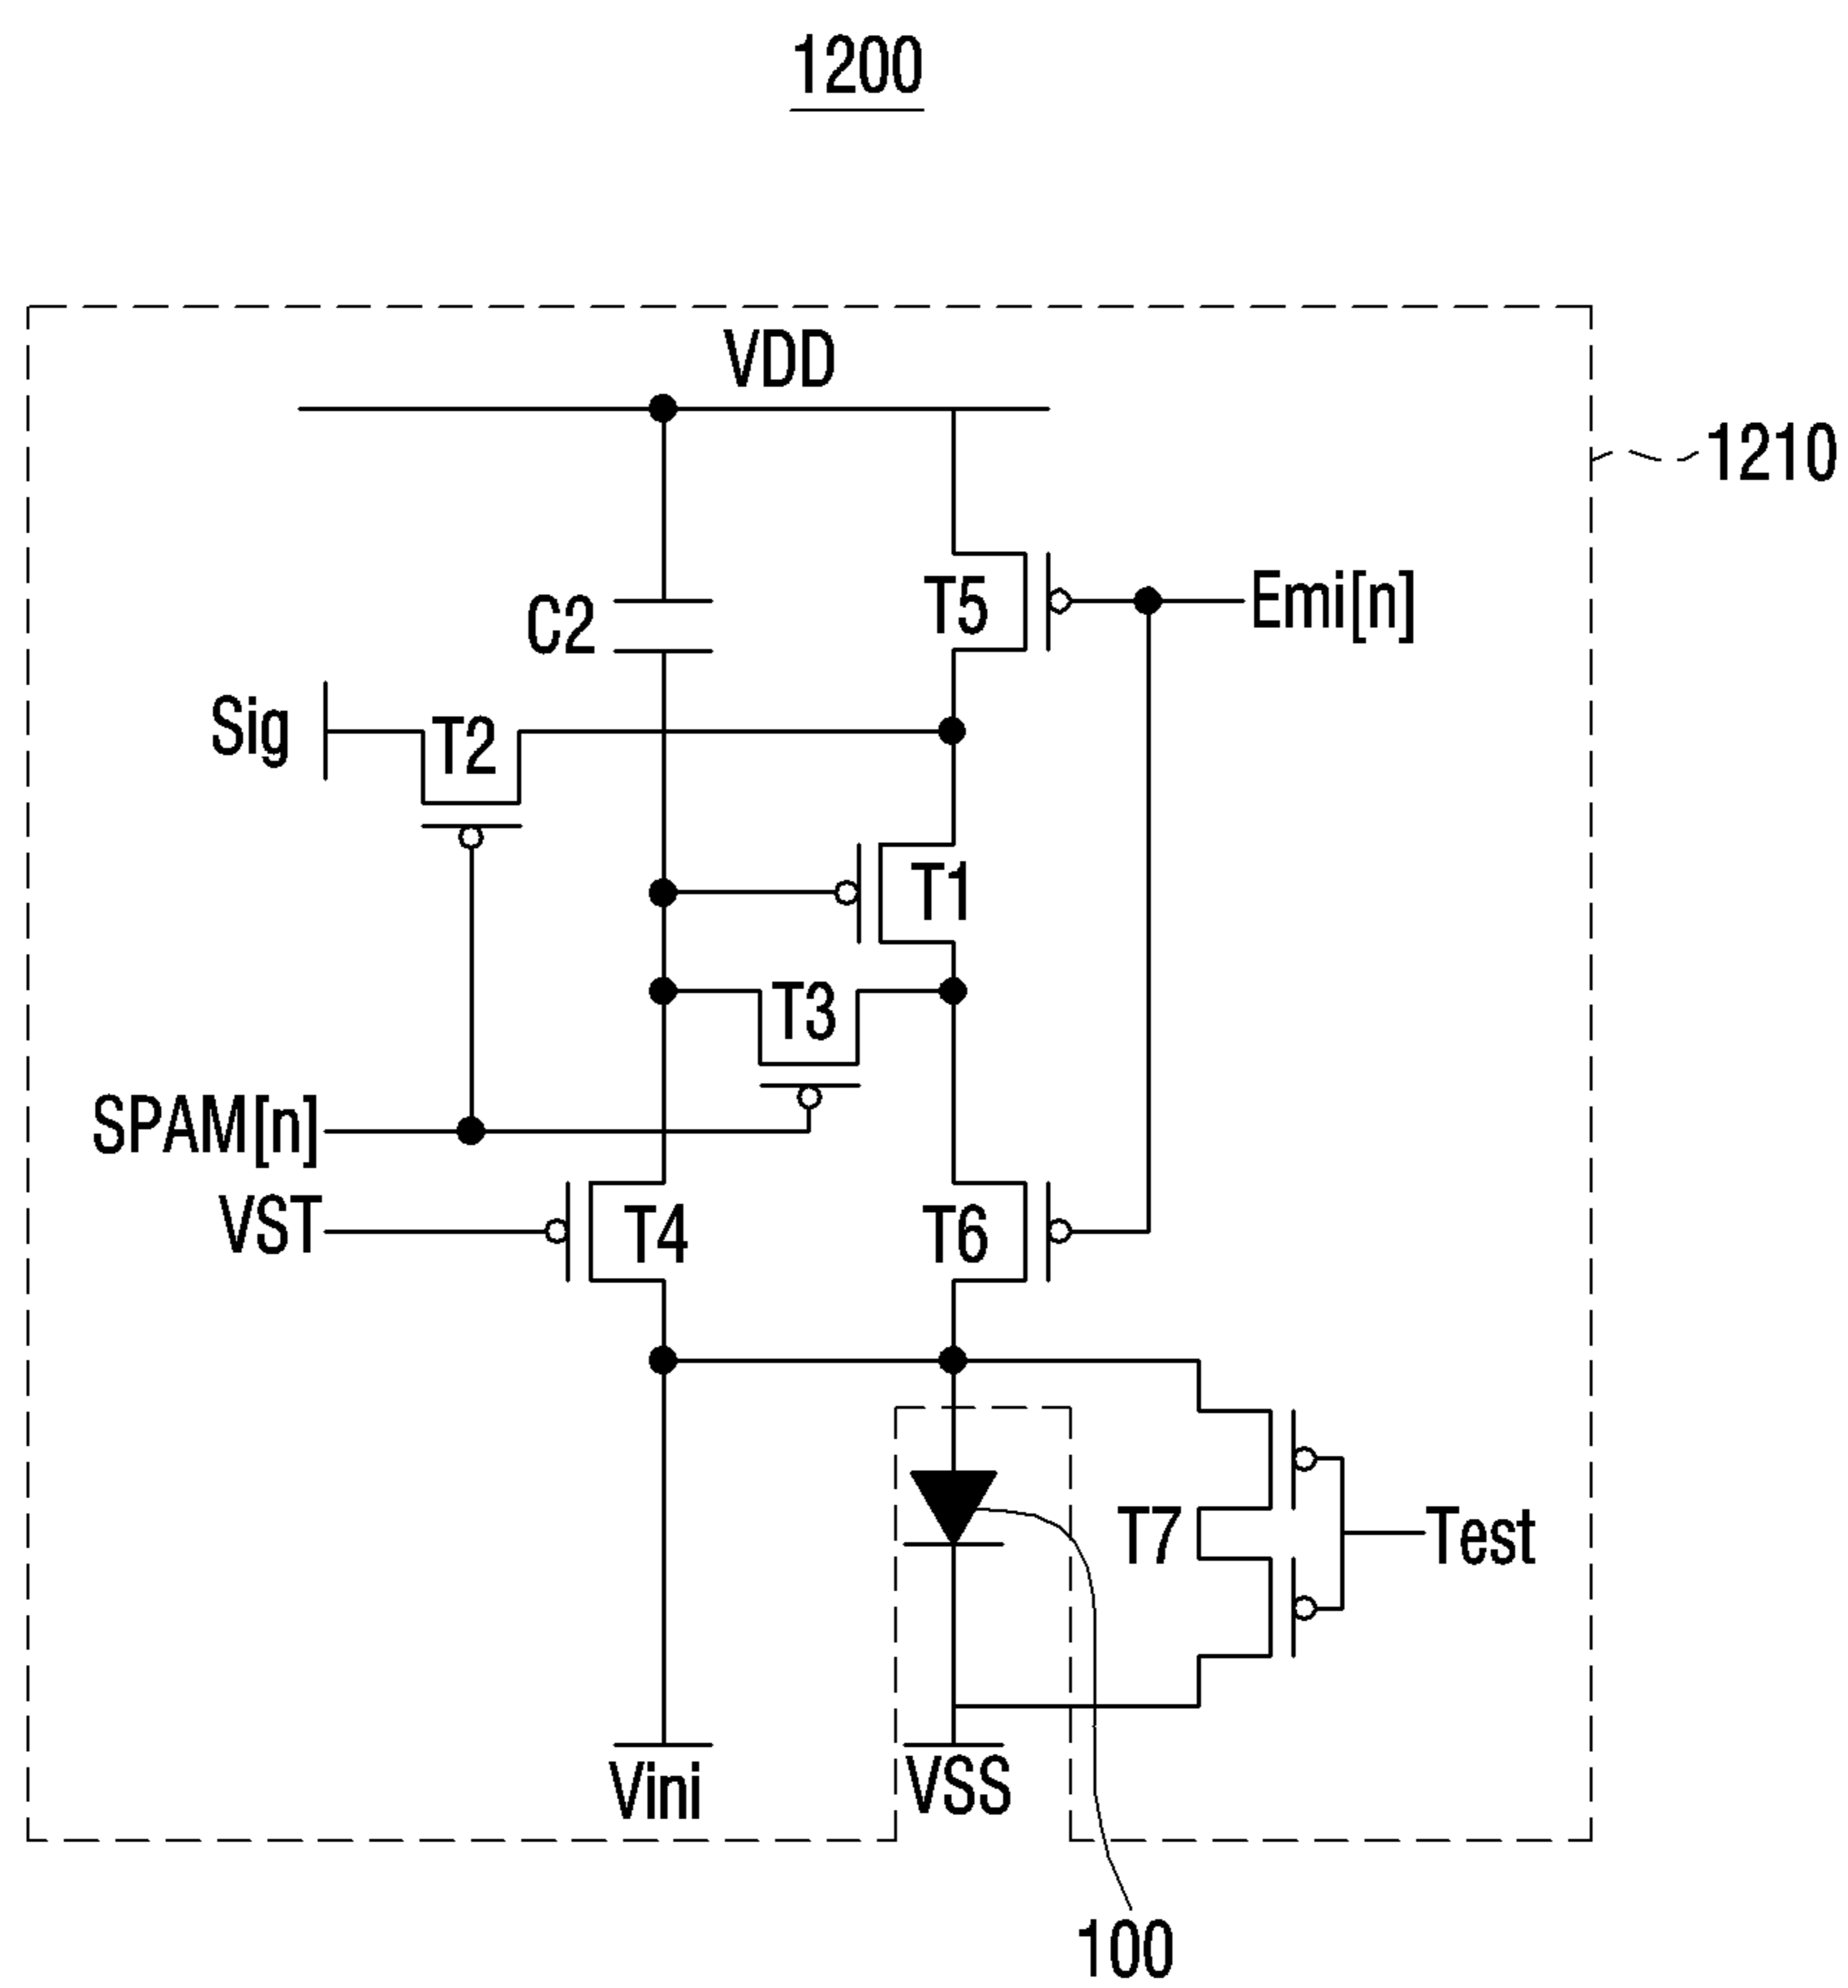 1200
VDD
1210
C2
T5
Emi[n]
Sig
T2
T1
T3
SPAM[n]
VST
T4
T6
T7
Test
Vini
VSS
100